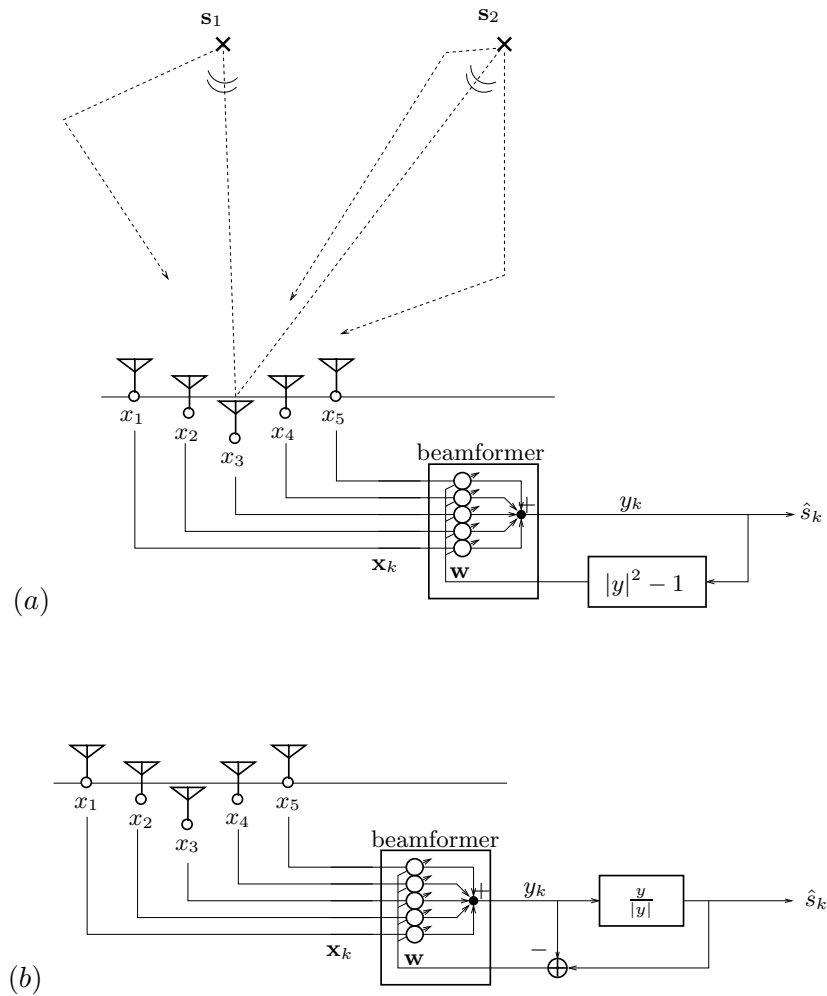 s₁ s₂
x₁ x₂ x₃ x₄ x₅
beamformer
+ yₖ ŝₖ
xₖ w |y|² − 1
(a)
x₁ x₂ x₃ x₄ x₅
beamformer
+ yₖ y/|y| ŝₖ
xₖ w −
(b)